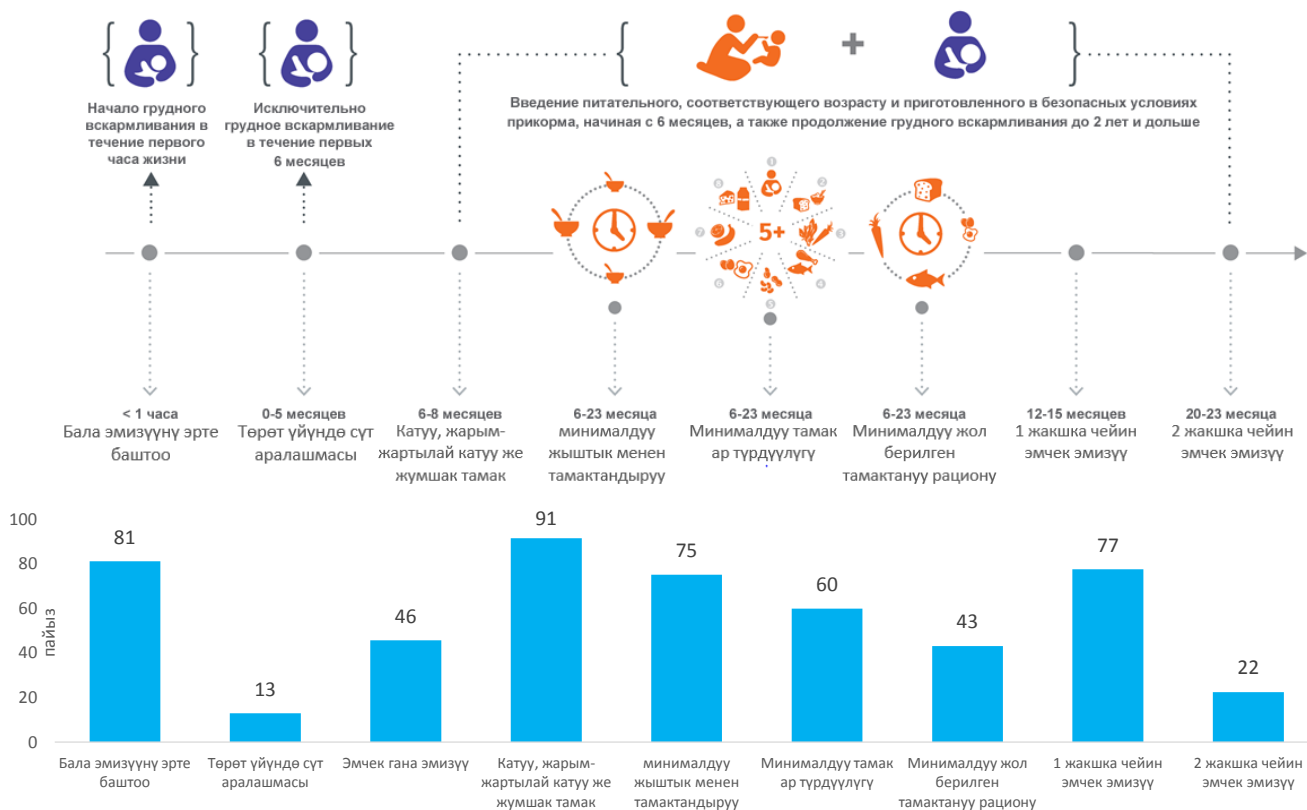 Начало грудного
вскармливания в
течение первого
часа жизни
Исключительно
грудное вскармливание
в течение первых
6 месяцев
Введение питательного, соответствующего возрасту и приготовленного в безопасных условиях
прикорма, начиная с 6 месяцев, а также продолжение грудного вскармливания до 2 лет и дольше
1
2
3
4
5
6
7
8
5+
< 1 часа
Бала эмизүүнү эрте
баштоо
0-5 месяцев
Төрөт үйүндө сүт
аралашмасы
6-8 месяцев
Катуу, жарым-
жартылай катуу же
жумшак тамак
6-23 месяца
минималдуу
жыштык менен
тамактандыруу
6-23 месяца
Минималдуу тамак
ар түрдүүлүгү
6-23 месяца
Минималдуу жол
берилген
тамактануу рациону
12-15 месяцев
1 жакшка чейин
эмчек эмизүү
20-23 месяца
2 жакшка чейин
эмчек эмизүү
пайыз
100
80
60
40
20
0
81
13
46
91
75
60
43
77
22
Бала эмизүүнү эрте
баштоо
Төрөт үйүндө сүт
аралашмасы
Эмчек гана эмизүү
Катуу, жарым-
жартылай катуу же
жумшак тамак
минималдуу
жыштык менен
тамактандыруу
Минималдуу тамак
ар түрдүүлүгү
Минималдуу жол
берилген
тамактануу рациону
1 жакшка чейин
эмчек эмизүү
2 жакшка чейин
эмчек эмизүү